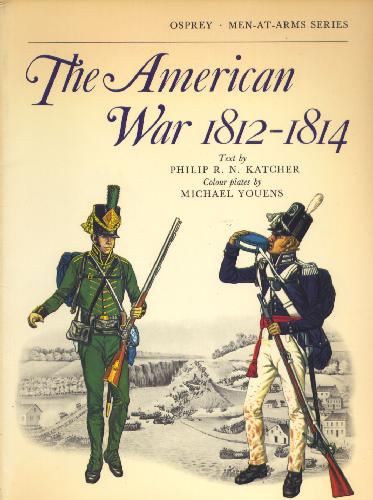 OSPREY · MEN-AT-ARMS SERIES
The American
War 1812-1814
Text by
PHILIP R. N. KATCHER
Colour plates by
MICHAEL YOUENS